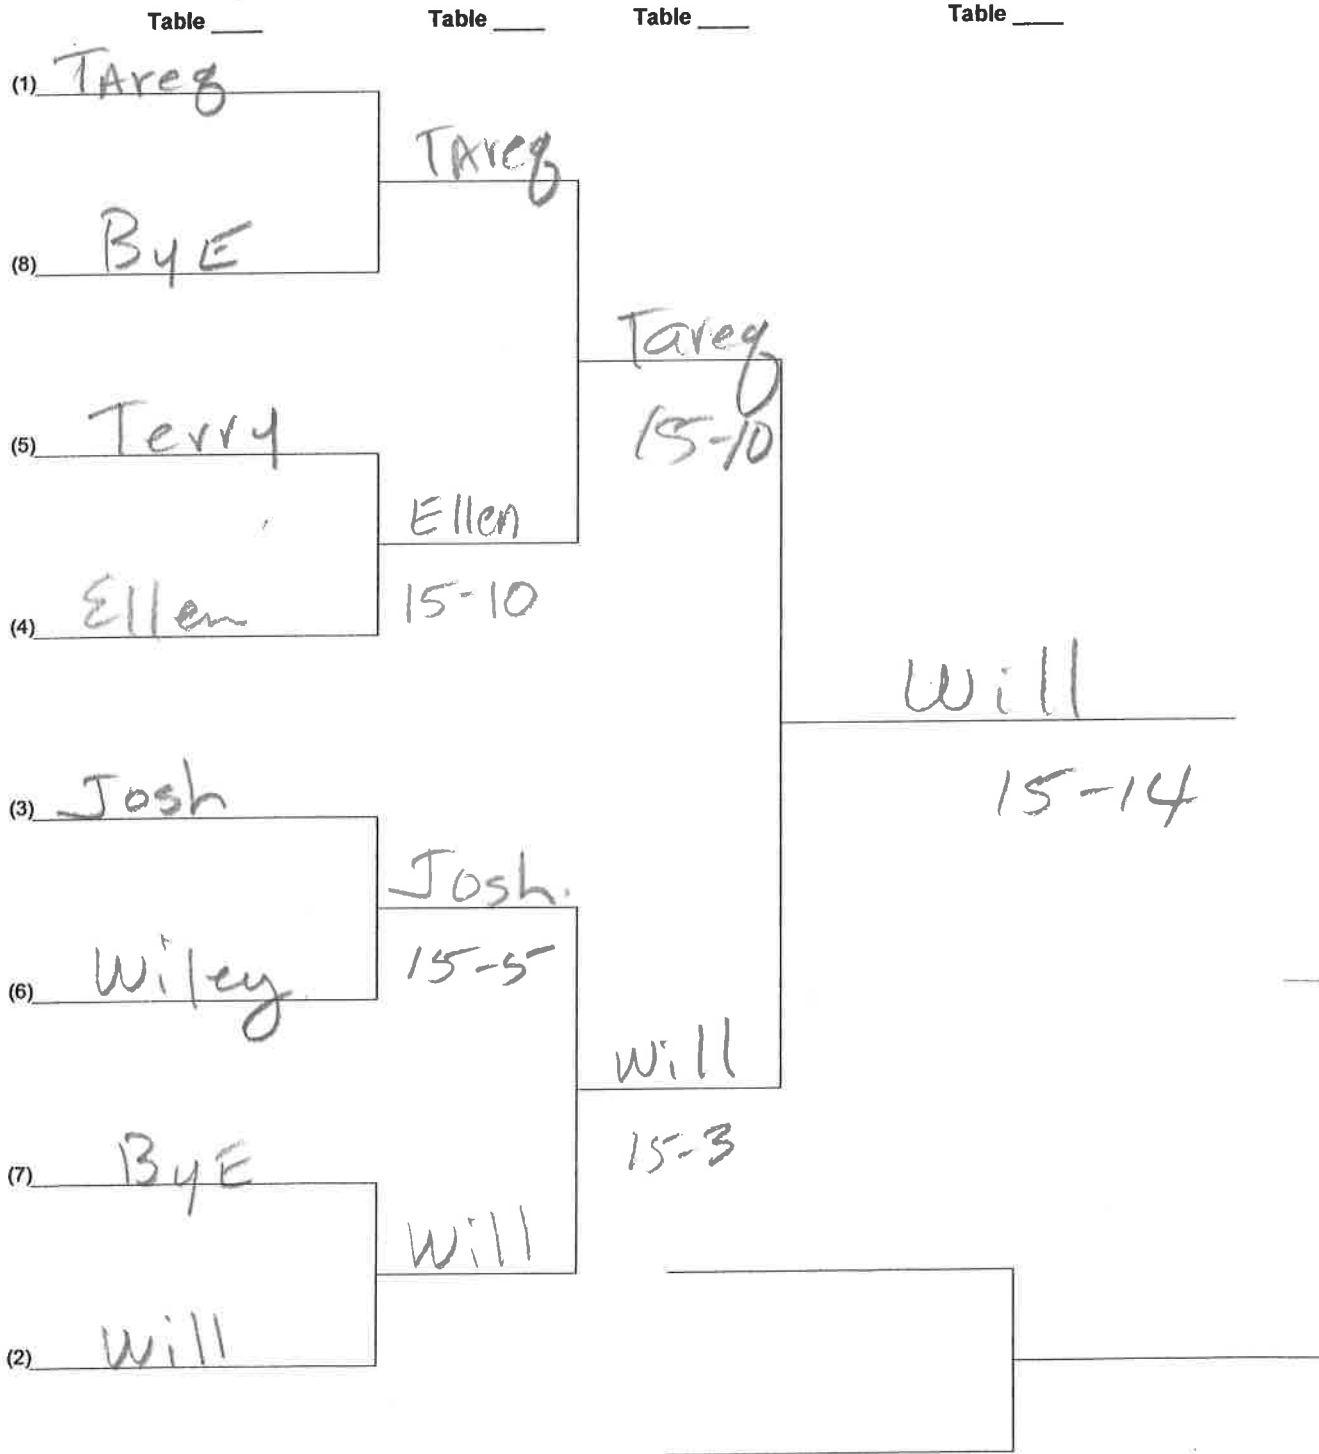 Table ____ Table ____ Table ____ Table ____
(1) TAreq
TAreq
(8) ByE
Tareq
15-10
(5) Terry
Ellen
15-10
(4) Ellen
Will
15-14
(3) Josh
Josh.
15-5
(6) Wiley
Will
15-3
(7) ByE
Will
(2) Will